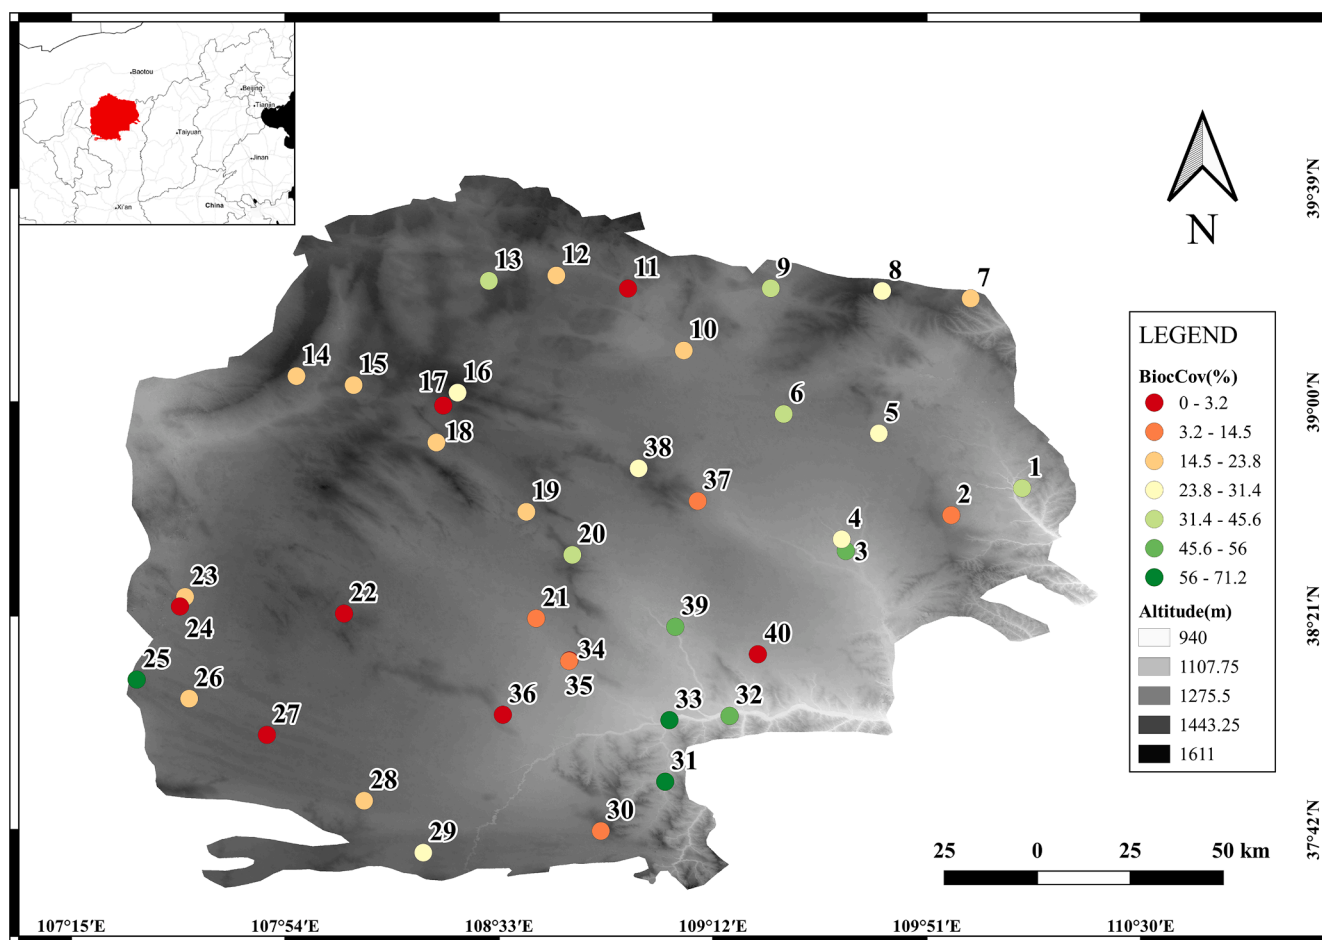 Baotou
Beijing
Tianjin
Taiyuan
Jinan
Xi'an
China
N
39°39'N
39°00'N
38°21'N
37°42'N
13
12
11
9
8
7
10
14
15
17
16
18
6
5
38
37
1
2
19
4
3
20
23
24
22
21
39
40
34
35
25
26
36
33
32
27
31
28
30
29
LEGEND
BiocCov(%)
0 - 3.2
3.2 - 14.5
14.5 - 23.8
23.8 - 31.4
31.4 - 45.6
45.6 - 56
56 - 71.2
Altitude(m)
940
1107.75
1275.5
1443.25
1611
25 0 25 50 km
107°15'E 107°54'E 108°33'E 109°12'E 109°51'E 110°30'E